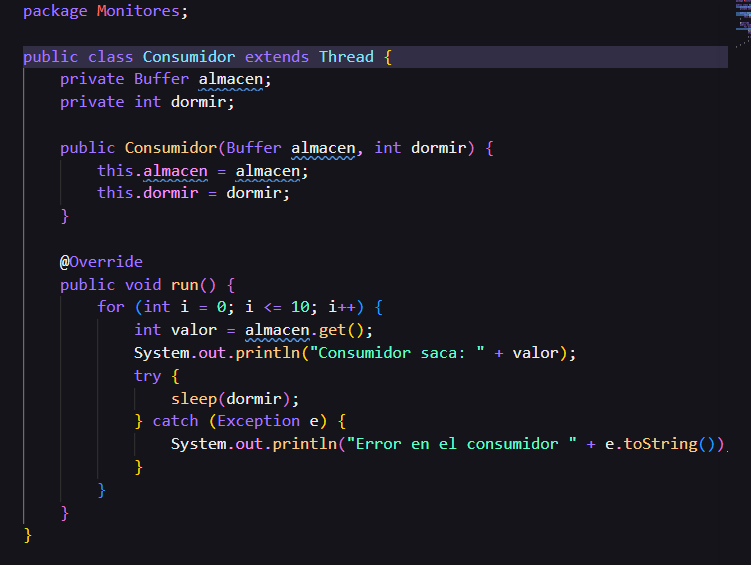 package Monitores;
public class Consumidor extends Thread {
private Buffer almacen;
private int dormir;
public Consumidor(Buffer almacen, int dormir) {
this.almacen = almacen;
this.dormir = dormir;
}
@Override
public void run() {
for (int i = 0; i <= 10; i++) {
int valor = almacen.get();
System.out.println("Consumidor saca: " + valor);
try {
sleep(dormir);
} catch (Exception e) {
System.out.println("Error en el consumidor " + e.toString())
}
}
}
}